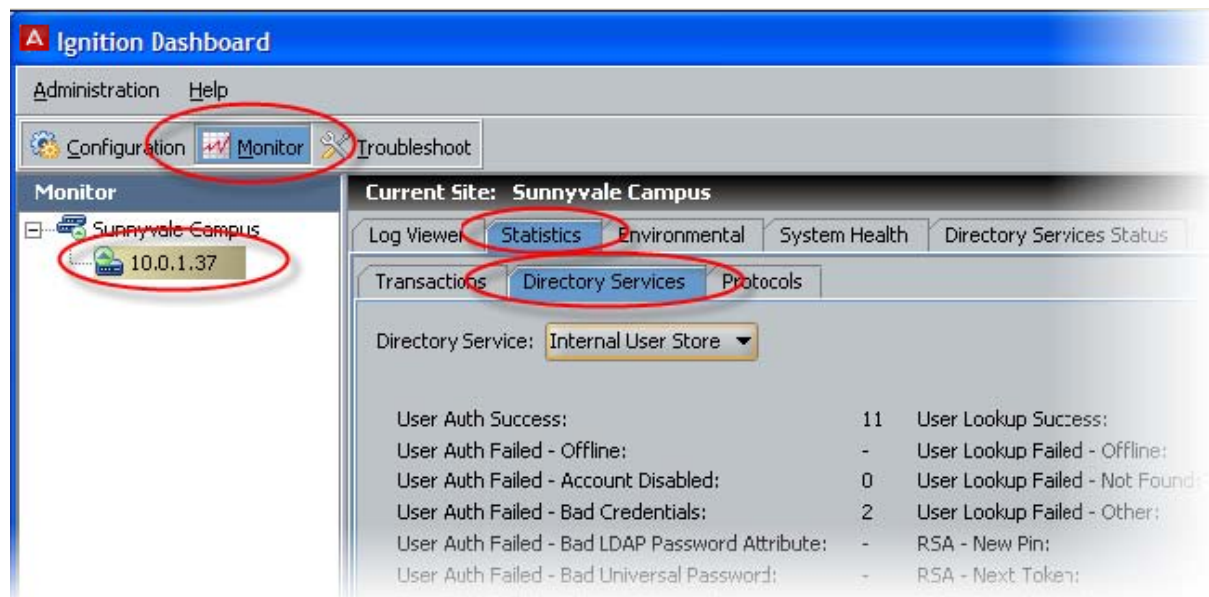 A Ignition Dashboard
Administration Help
Configuration Monitor Troubleshoot
Monitor
Current Site: Sunnyvale Campus
Sunnyvale Campus
10.0.1.37
Log Viewer Statistics Environmental System Health Directory Services Status
Transactions Directory Services Protocols
Directory Service: Internal User Store
User Auth Success: 11 User Lookup Success:
User Auth Failed - Offline: - User Lookup Failed - Offline:
User Auth Failed - Account Disabled: 0 User Lookup Failed - Not Found:
User Auth Failed - Bad Credentials: 2 User Lookup Failed - Other:
User Auth Failed - Bad LDAP Password Attribute: - RSA - New Pin:
User Auth Failed - Bad Universal Password: - RSA - Next Token: